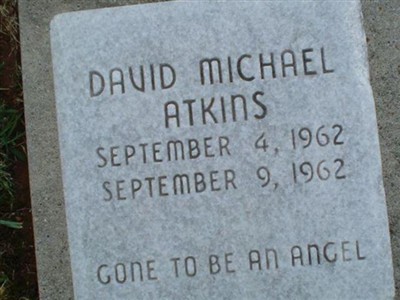 DAVID MICHAEL
ATKINS
SEPTEMBER 4, 1962
SEPTEMBER 9, 1962
GONE TO BE AN ANGEL